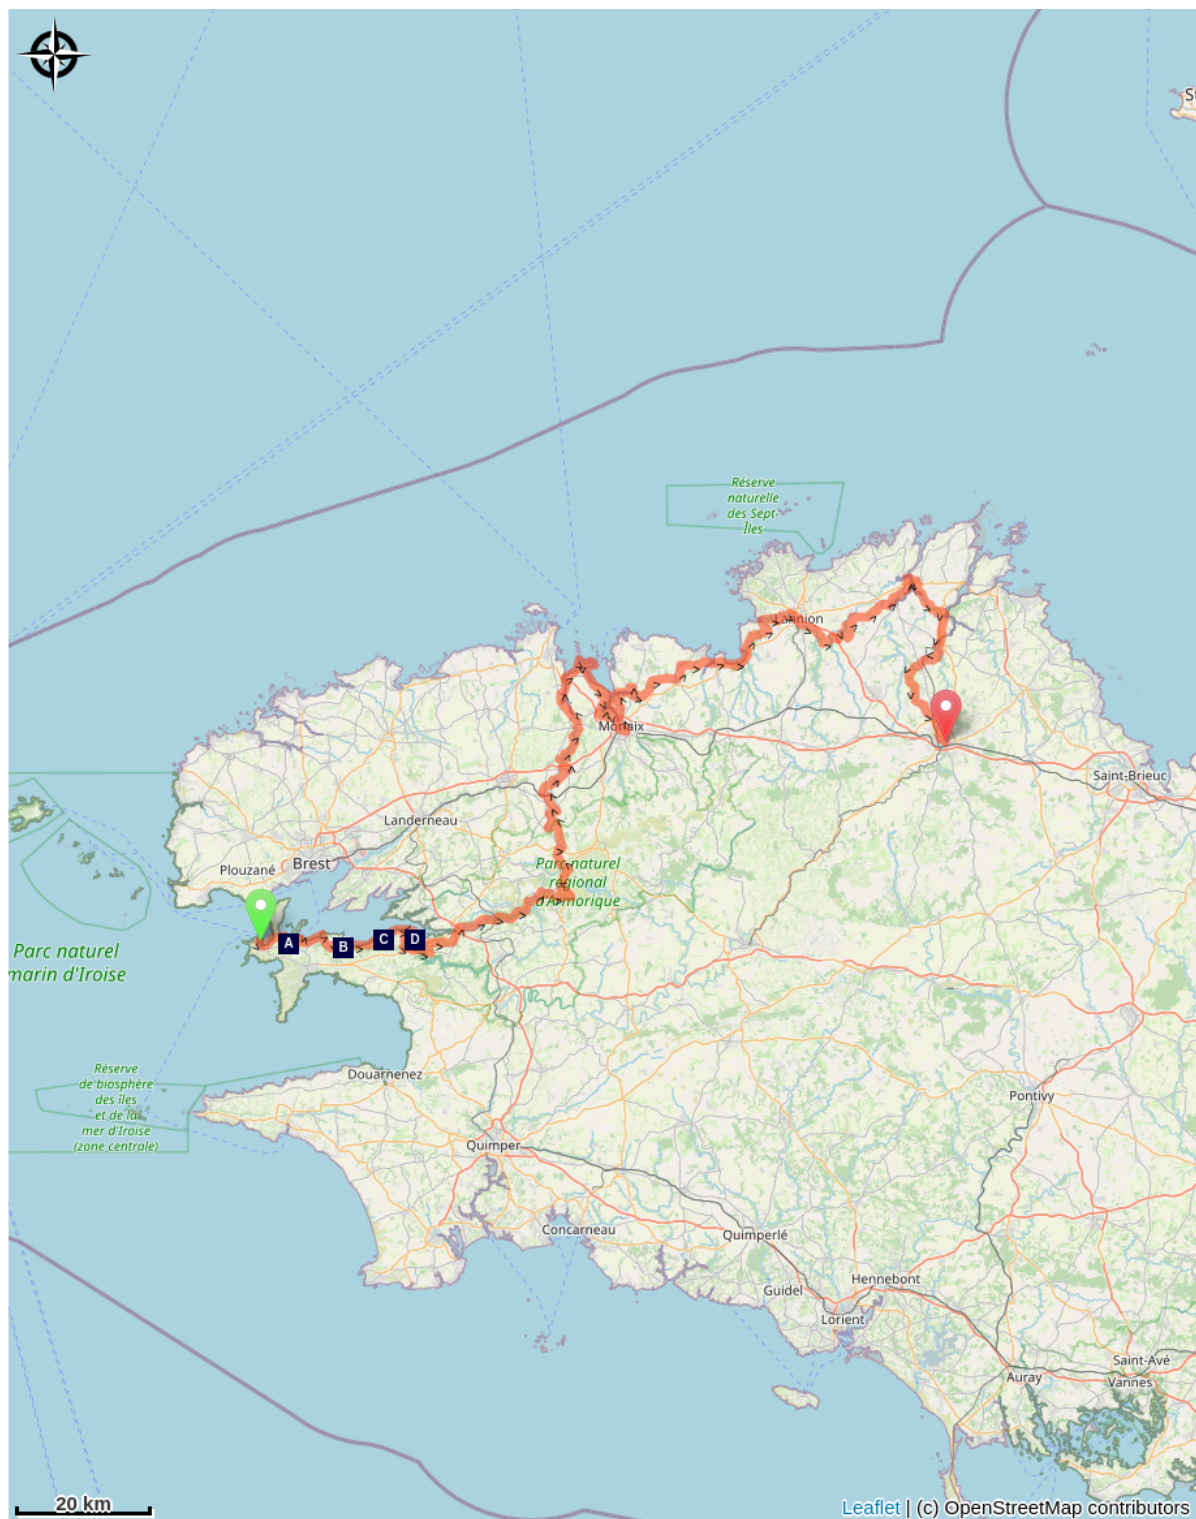 St
Réserve
naturelle
des Sept-
Îles
Lannion
Morlaix
Saint-Brieuc
Landerneau
Brest
Plouzané
Parc naturel
régional
d'Armorique
A
B
C
D
Parc naturel
marin d'Iroise
Réserve
de biosphère
des îles
et de la
mer d'Iroise
(zone centrale)
Douarnenez
Pontivy
Quimper
Concarneau
Quimperlé
Hennebont
Guidel
Lorient
Saint-Avé
Auray
Vannes
20 km
Leaflet | (c) OpenStreetMap contributors